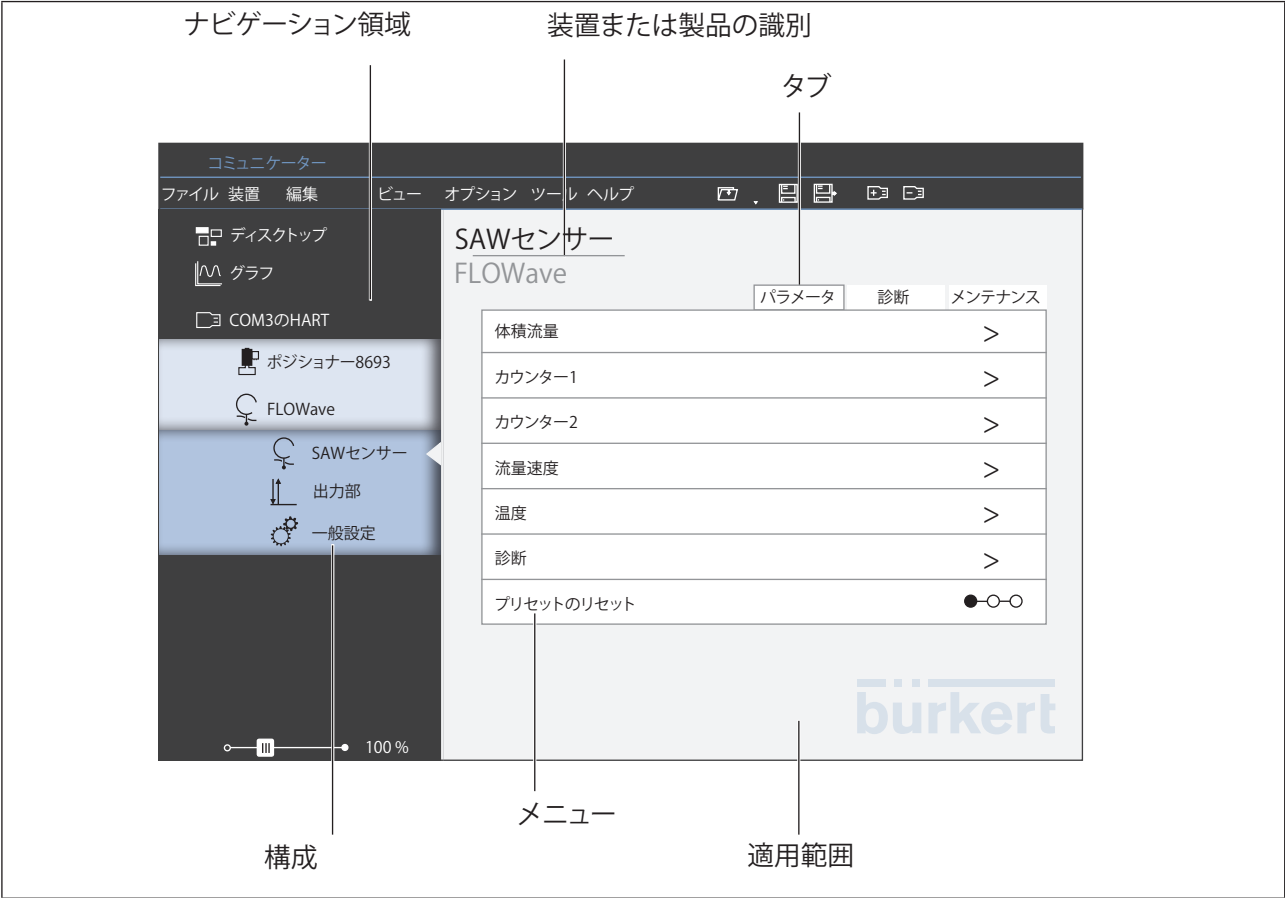 ナビゲーション領域
装置または製品の識別
タブ
コミュニケーター
ファイル 装置 編集 ビュー オプション ツール ヘルプ
ディスクトップ
グラフ
COM3のHART
ポジショナー8693
FLOWave
SAWセンサー
出力部
一般設定
100 %
SAWセンサー
FLOWave
パラメータ 診断 メンテナンス
体積流量 >
カウンター1 >
カウンター2 >
流量速度 >
温度 >
診断 >
プリセットのリセット
burkert
メニュー
構成
適用範囲